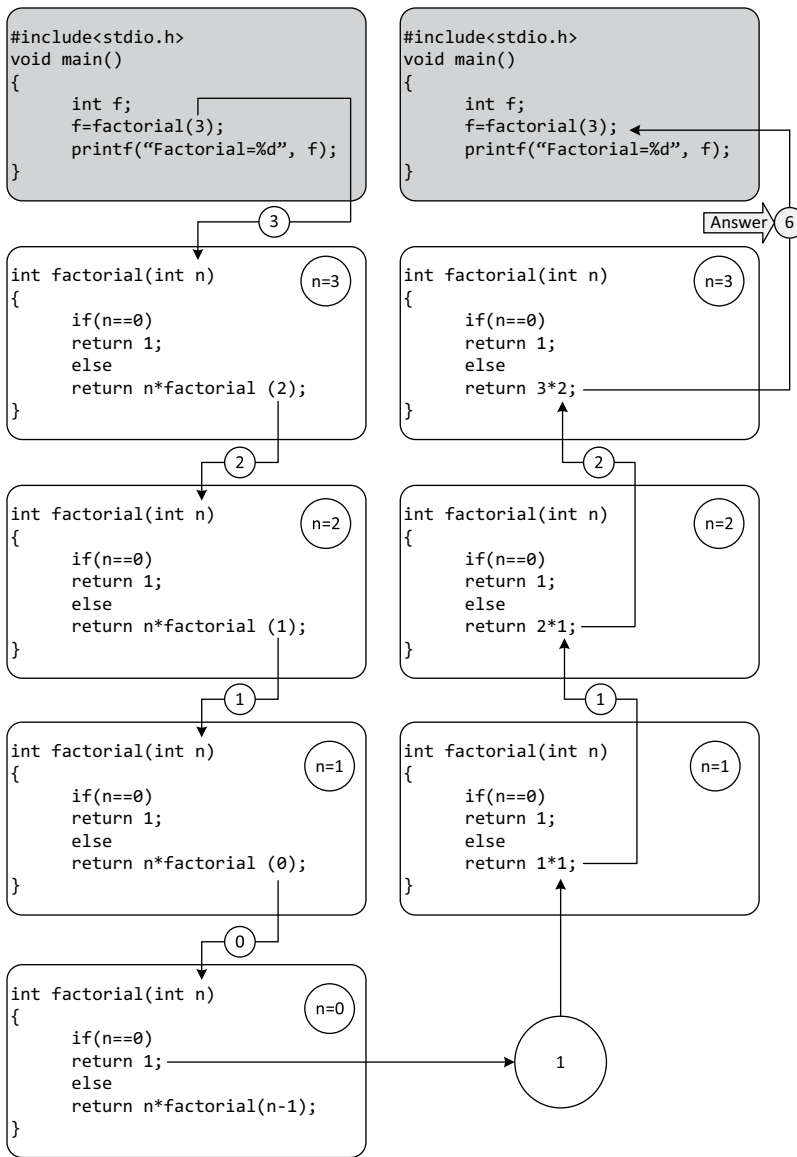 #include<stdio.h>
void main()
{
int f;
f=factorial(3);
printf(“Factorial=%d”, f);
}
3
int factorial(int n)
n=3
{
if(n==0)
return 1;
else
return n*factorial (2);
}
2
int factorial(int n)
n=2
{
if(n==0)
return 1;
else
return n*factorial (1);
}
1
int factorial(int n)
n=1
{
if(n==0)
return 1;
else
return n*factorial (0);
}
0
int factorial(int n)
n=0
{
if(n==0)
return 1;
else
return n*factorial(n-1);
}
1
#include<stdio.h>
void main()
{
int f;
f=factorial(3);
printf(“Factorial=%d”, f);
}
Answer 6
int factorial(int n)
n=3
{
if(n==0)
return 1;
else
return 3*2;
}
2
int factorial(int n)
n=2
{
if(n==0)
return 1;
else
return 2*1;
}
1
int factorial(int n)
n=1
{
if(n==0)
return 1;
else
return 1*1;
}